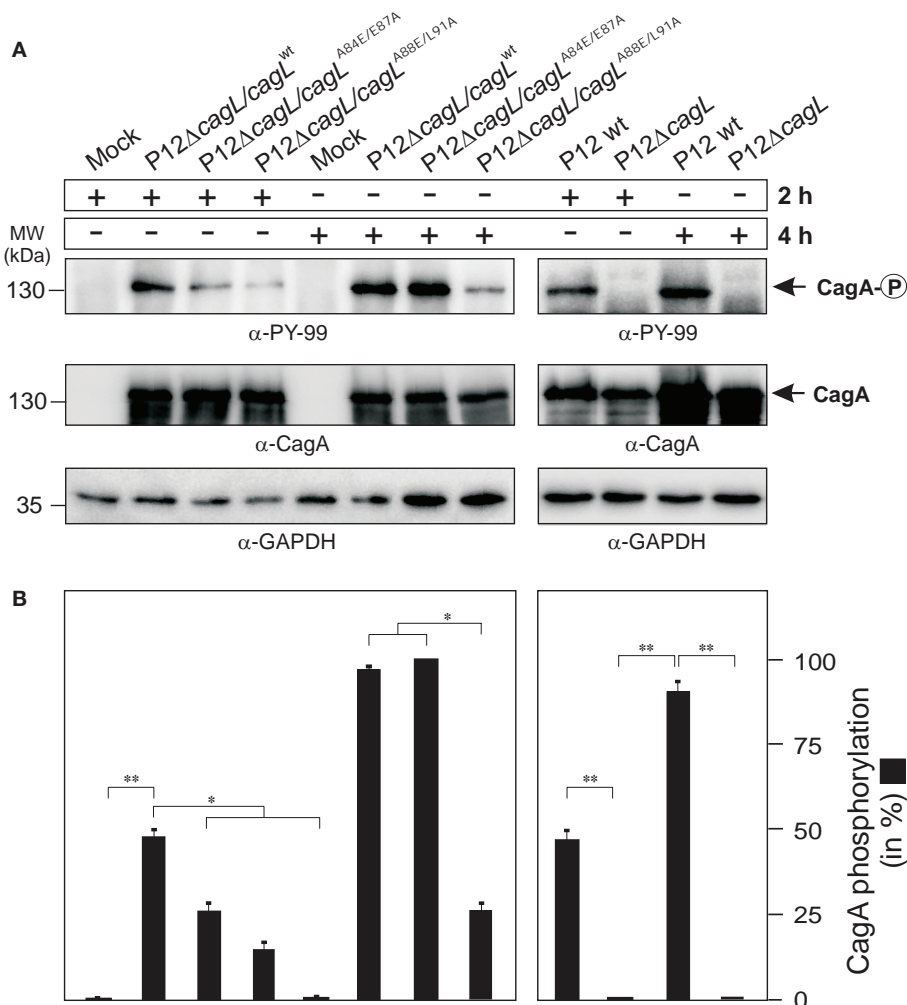 A
Mock
P12ΔcagL/cagL^wt
P12ΔcagL/cagL^A84E/E87A
P12ΔcagL/cagL^A88E/L91A
Mock
P12ΔcagL/cagL^wt
P12ΔcagL/cagL^A84E/E87A
P12ΔcagL/cagL^A88E/L91A
P12 wt
P12ΔcagL
P12 wt
P12ΔcagL
+ + + + - - - - + + - - 2 h
- - - - + + + + - - + + 4 h
MW
(kDa)
130
CagA-Ⓟ
α-PY-99
α-PY-99
130
CagA
α-CagA
α-CagA
35
α-GAPDH
α-GAPDH
B
**
*
*
**
**
**
100
75
50
25
0
CagA phosphorylation
(in %)